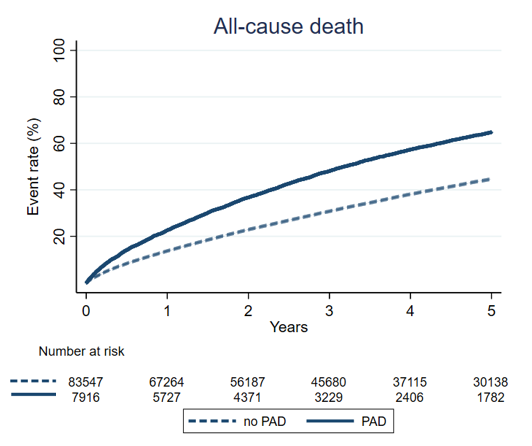 All-cause death
Event rate (%)
100
80
60
40
20
0 1 2 3 4 5
Years
Number at risk
83547 67264 56187 45680 37115 30138
7916 5727 4371 3229 2406 1782
no PAD PAD